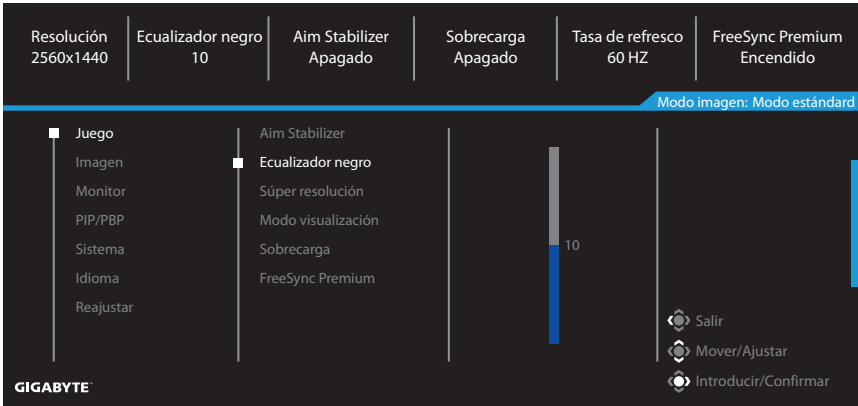 Resolución
2560x1440
Ecualizador negro
10
Aim Stabilizer
Apagado
Sobrecarga
Apagado
Tasa de refresco
60 HZ
FreeSync Premium
Encendido
Modo imagen: Modo estándard
Juego
Imagen
Monitor
PIP/PBP
Sistema
Idioma
Reajustar
Aim Stabilizer
Ecualizador negro
Súper resolución
Modo visualización
Sobrecarga
FreeSync Premium
10
Salir
Mover/Ajustar
Introducir/Confirmar
GIGABYTE™